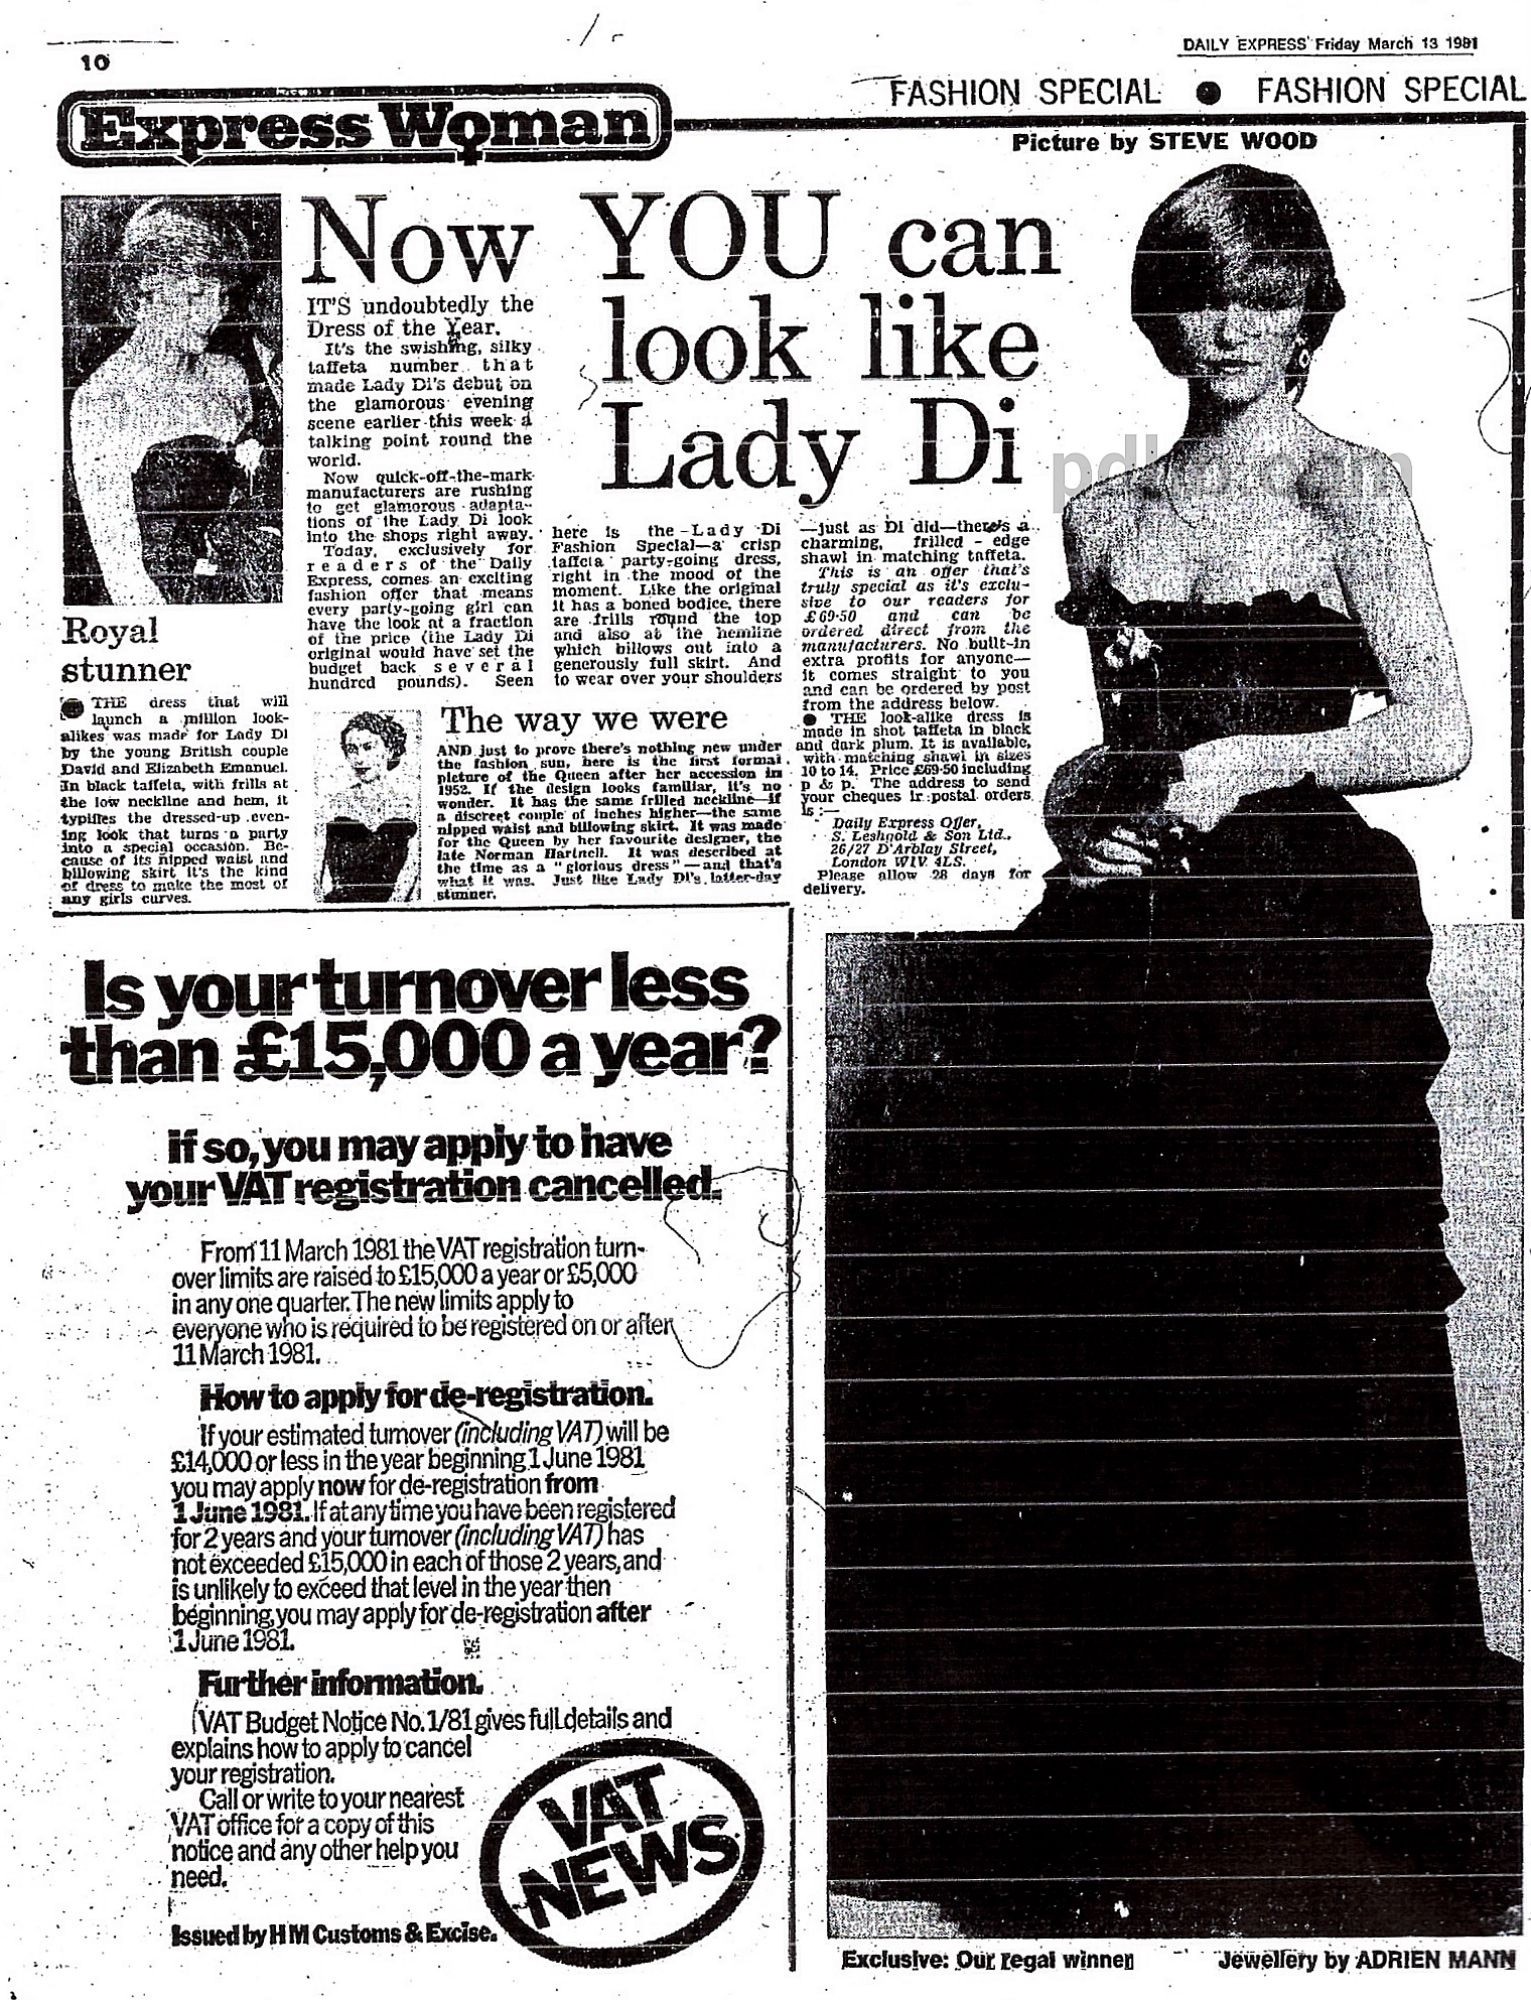 10
DAILY EXPRESS Friday March 13 1981
Express Woman
FASHION SPECIAL ● FASHION SPECIAL
Picture by STEVE WOOD
Now YOU can
look like
Lady Di
Royal
stunner
● THE dress that will
launch a million look-
alikes was made for Lady Di
by the young British couple
David and Elizabeth Emanuel.
In black taffeta, with frills at
the low neckline and hem, it
typifies the dressed-up even-
ing look that turns a party
into a special occasion. Be-
cause of its nipped waist and
billowing skirt it's the kind
of dress to make the most of
any girls curves.
IT'S undoubtedly the
Dress of the Year.
It's the swishing, silky
taffeta number that
made Lady Di's debut on
the glamorous evening
scene earlier this week a
talking point round the
world.
Now quick-off-the-mark
manufacturers are rushing
to get glamorous adapta-
tions of the Lady Di look
into the shops right away.
Today, exclusively for
readers of the Daily
Express, comes an exciting
fashion offer that means
every party-going girl can
have the look at a fraction
of the price (the Lady Di
original would have set the
budget back several
hundred pounds). Seen
here is the Lady Di
Fashion Special—a crisp
taffeta party-going dress,
right in the mood of the
moment. Like the original
it has a boned bodice, there
are frills round the top
and also at the hemline
which billows out into a
generously full skirt. And
to wear over your shoulders
—just as Di did—there's a
charming, frilled - edge
shawl in matching taffeta.
This is an offer that's
truly special as it's exclu-
sive to our readers for
£69·50 and can be
ordered direct from the
manufacturers. No built-in
extra profits for anyone—
it comes straight to you
and can be ordered by post
from the address below.
● THE look-alike dress is
made in shot taffeta in black
and dark plum. It is available,
with matching shawl in sizes
10 to 14. Price £69·50 including
p & p. The address to send
your cheques or postal orders
is :—
Daily Express Offer,
S. Leshgold & Son Ltd.,
26/27 D'Arblay Street,
London W1V 4LS.
Please allow 28 days for
delivery.
The way we were
AND just to prove there's nothing new under
the fashion sun, here is the first formal
picture of the Queen after her accession in
1952. If the design looks familiar, it's no
wonder. It has the same frilled neckline—if
a discreet couple of inches higher—the same
nipped waist and billowing skirt. It was made
for the Queen by her favourite designer, the
late Norman Hartnell. It was described at
the time as a "glorious dress"—and that's
what it was. Just like Lady Di's latter-day
stunner.
Is your turnover less
than £15,000 a year?
If so, you may apply to have
your VAT registration cancelled.
From 11 March 1981 the VAT registration turn-
over limits are raised to £15,000 a year or £5,000
in any one quarter. The new limits apply to
everyone who is required to be registered on or after
11 March 1981.
How to apply for de-registration.
If your estimated turnover (including VAT) will be
£14,000 or less in the year beginning 1 June 1981
you may apply now for de-registration from
1 June 1981. If at any time you have been registered
for 2 years and your turnover (including VAT) has
not exceeded £15,000 in each of those 2 years, and
is unlikely to exceed that level in the year then
beginning, you may apply for de-registration after
1 June 1981.
Further information.
VAT Budget Notice No. 1/81 gives full details and
explains how to apply to cancel
your registration.
Call or write to your nearest
VAT office for a copy of this
notice and any other help you
need.
Issued by HM Customs & Excise.
VAT
NEWS
Exclusive: Our regal winner
Jewellery by ADRIEN MANN